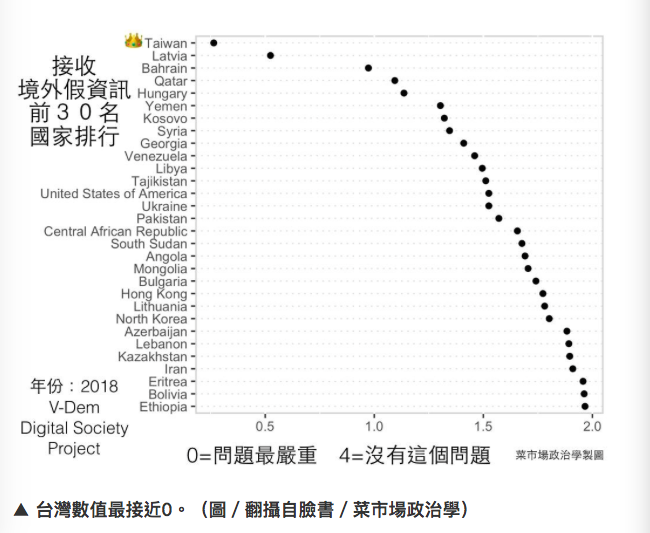 接收
境外假資訊
前３０名
國家排行
Taiwan
Latvia
Bahrain
Qatar
Hungary
Yemen
Kosovo
Syria
Georgia
Venezuela
Libya
Tajikistan
United States of America
Ukraine
Pakistan
Central African Republic
South Sudan
Angola
Mongolia
Bulgaria
Hong Kong
Lithuania
North Korea
Azerbaijan
Lebanon
Kazakhstan
Iran
Eritrea
Bolivia
Ethiopia
年份：2018
V-Dem
Digital Society
Project
0.5 1.0 1.5 2.0
0=問題最嚴重 4=沒有這個問題 菜市場政治學製圖
▲ 台灣數值最接近0。（圖／翻攝自臉書／菜市場政治學）